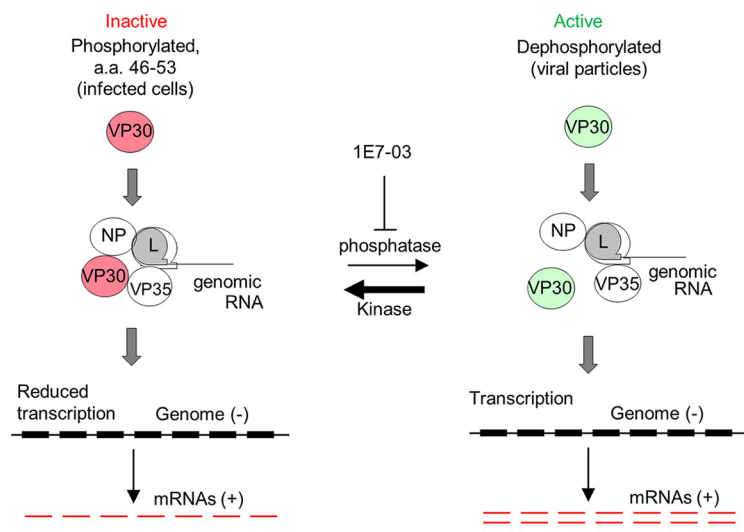 Inactive
Phosphorylated,
a.a. 46-53
(infected cells)
VP30
NP
L
VP30
VP35
genomic
RNA
Reduced
transcription
Genome (-)
mRNAs (+)
1E7-03
phosphatase
Kinase
Active
Dephosphorylated
(viral particles)
VP30
NP
L
VP30
VP35
genomic
RNA
Transcription
Genome (-)
mRNAs (+)